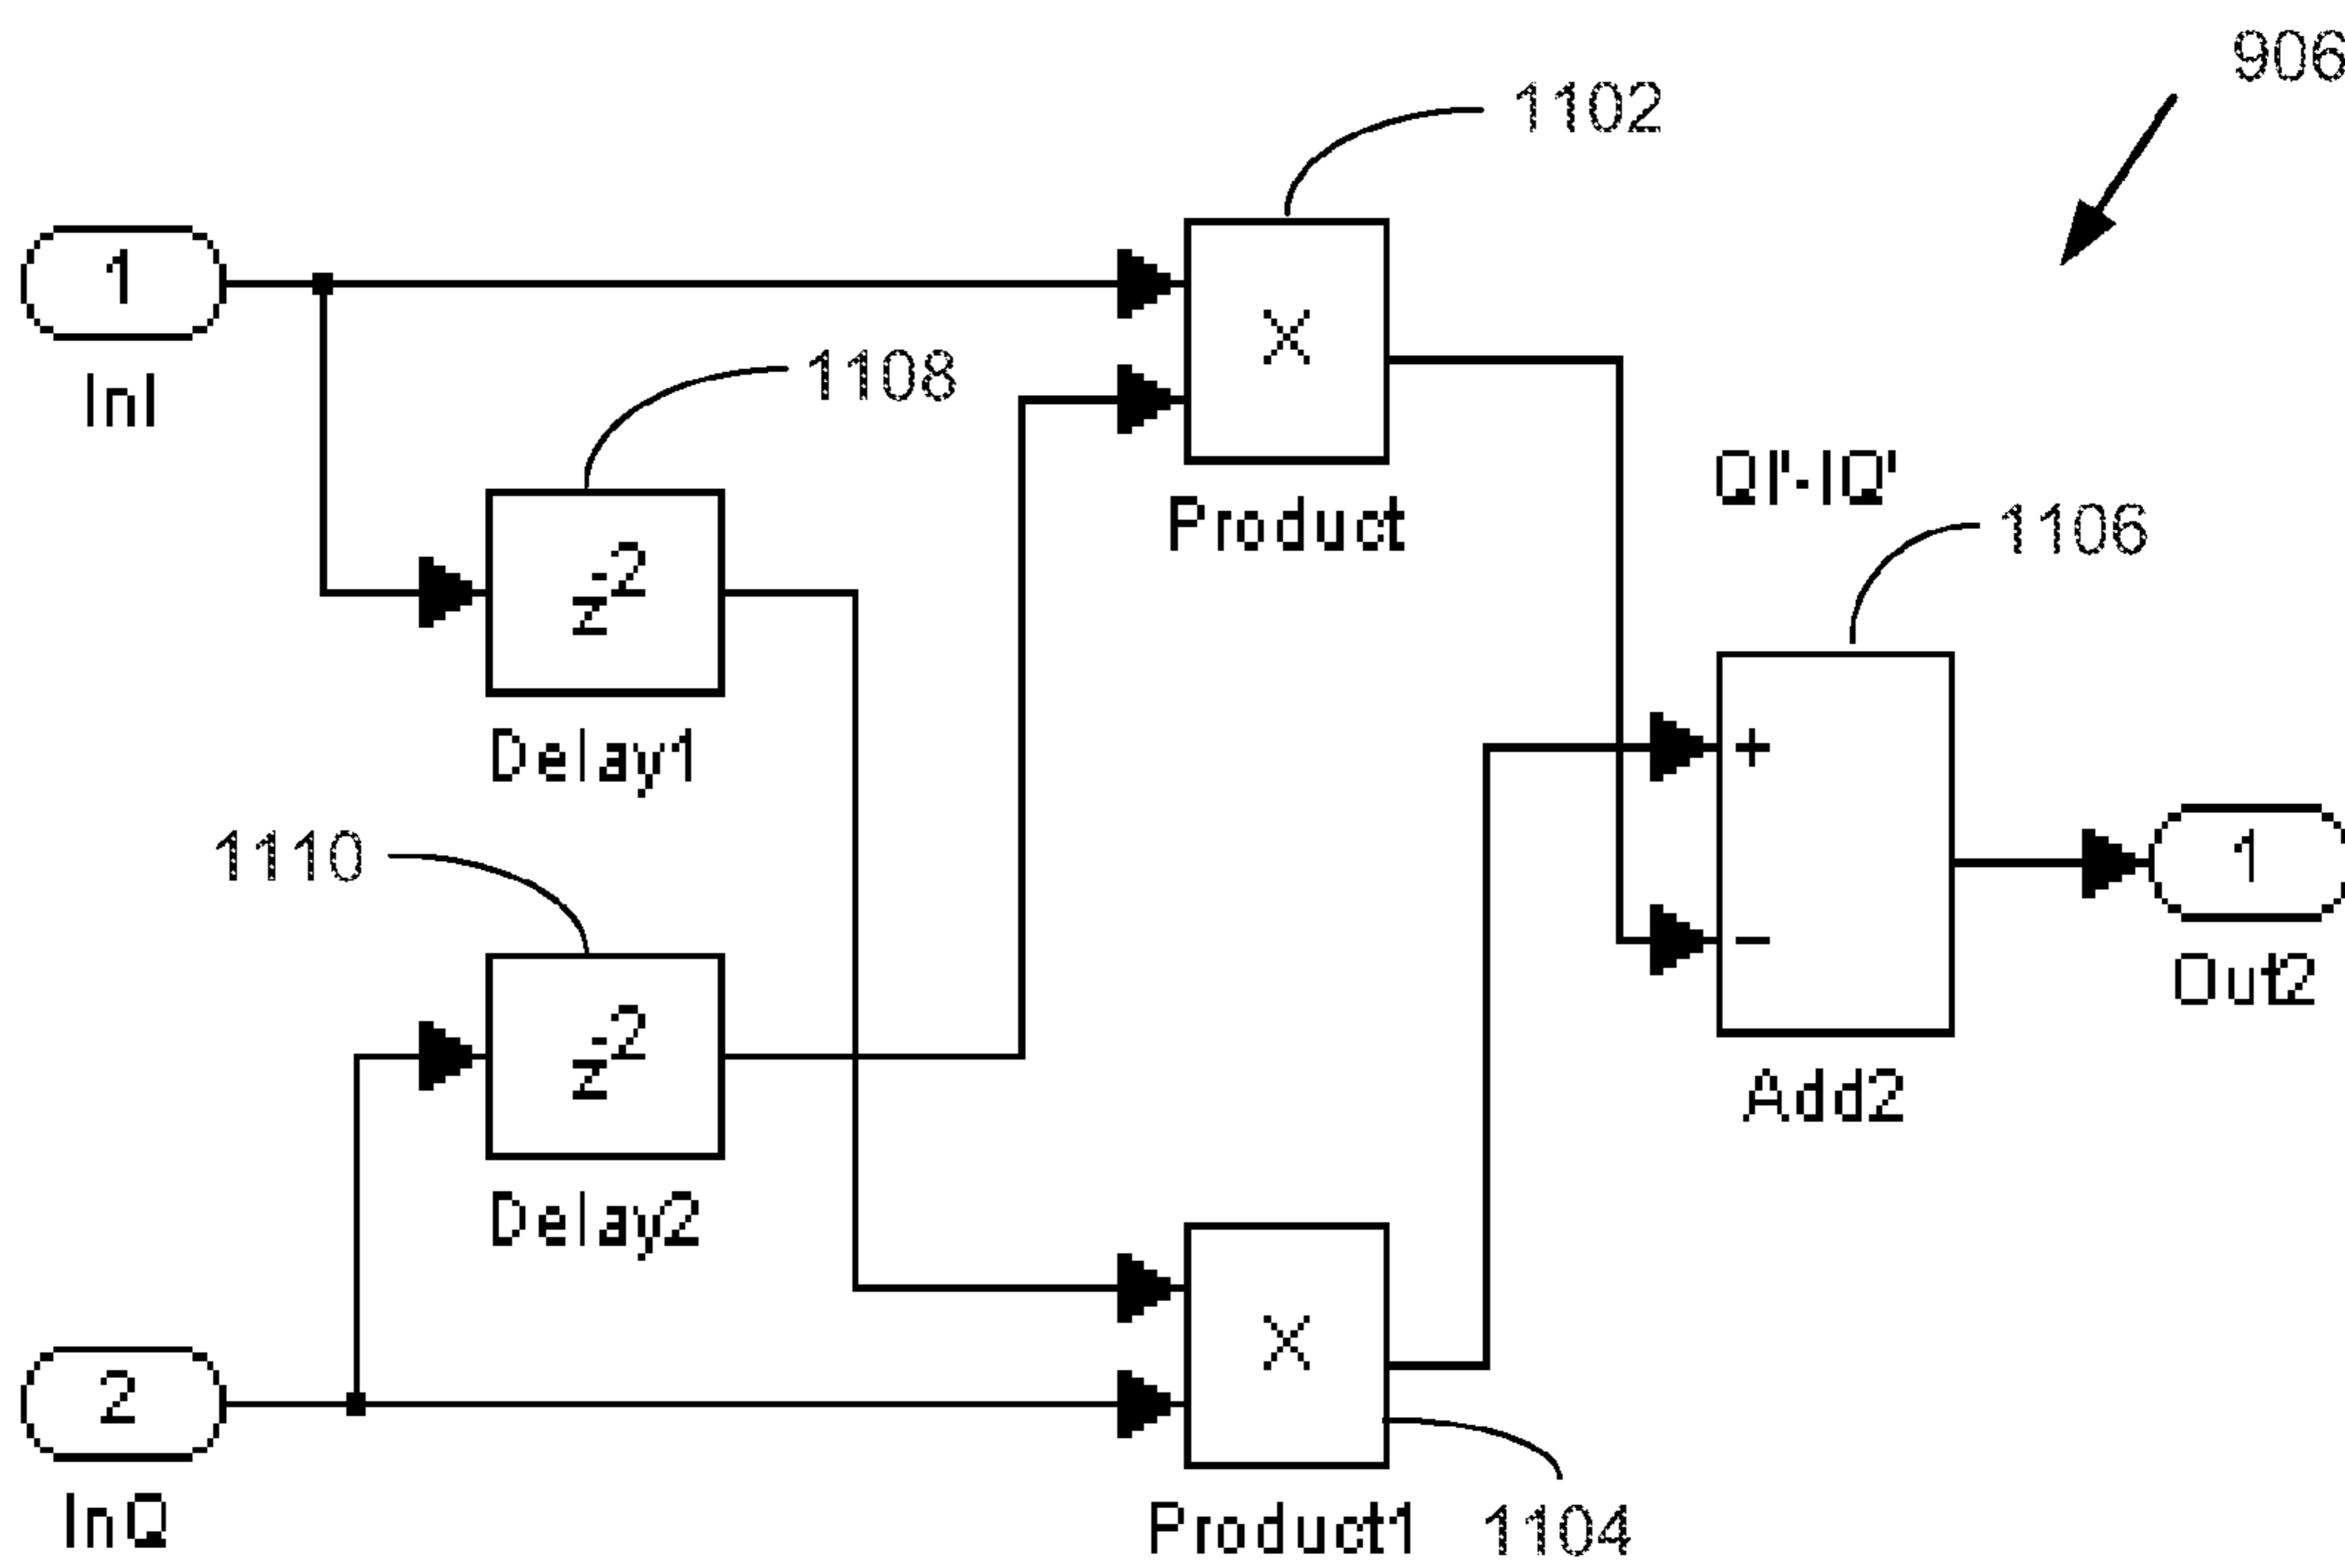 906
1102
1
InI
1108
X
Product
QI'-IQ'
1106
z-2
Delay1
+
1110
1
−
Out2
z-2
Add2
Delay2
X
2
InQ
Product1
1104